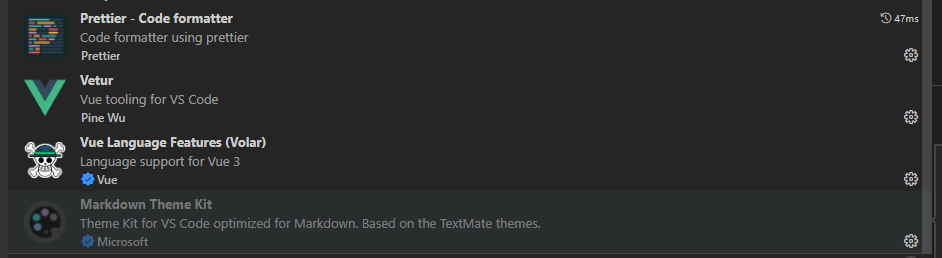 Prettier - Code formatter
47ms
Code formatter using prettier
Prettier
Vetur
Vue tooling for VS Code
Pine Wu
Vue Language Features (Volar)
Language support for Vue 3
Vue
Markdown Theme Kit
Theme Kit for VS Code optimized for Markdown. Based on the TextMate themes.
Microsoft